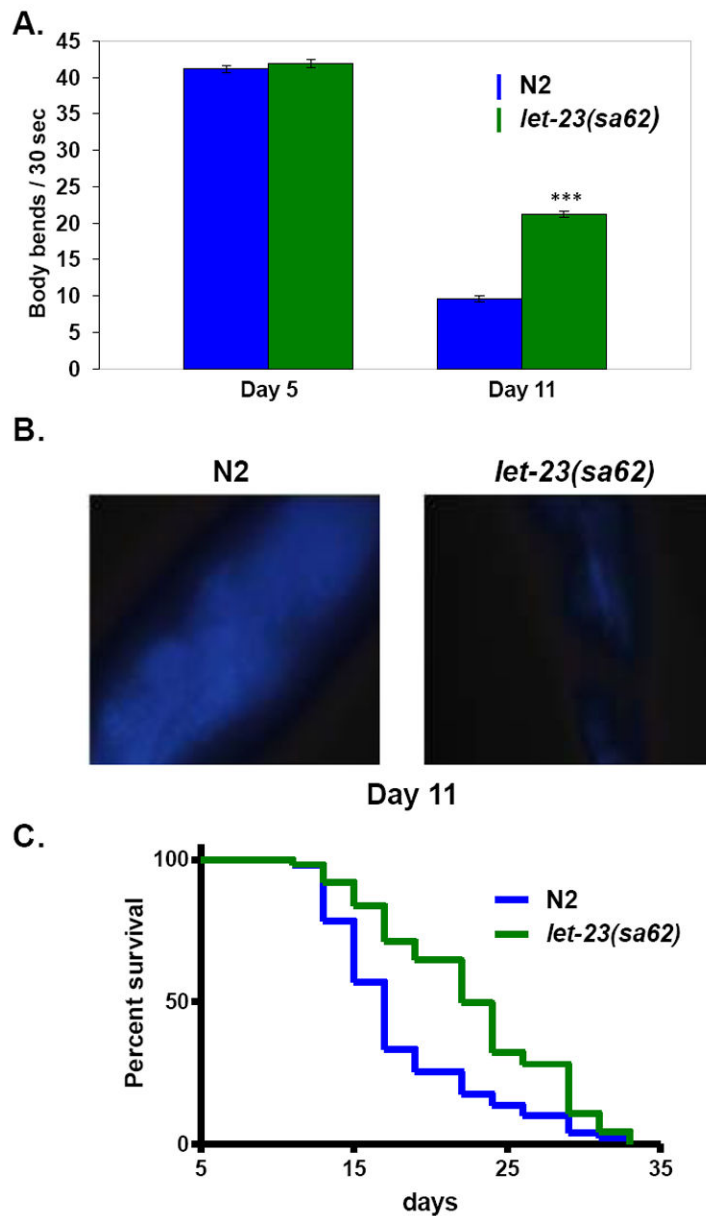 A.
45
40
35
30
25
20
15
10
5
0
Body bends / 30 sec
N2
let-23(sa62)
***
Day 5
Day 11
B.
N2
let-23(sa62)
Day 11
C.
100
50
0
Percent survival
N2
let-23(sa62)
5
15
25
35
days